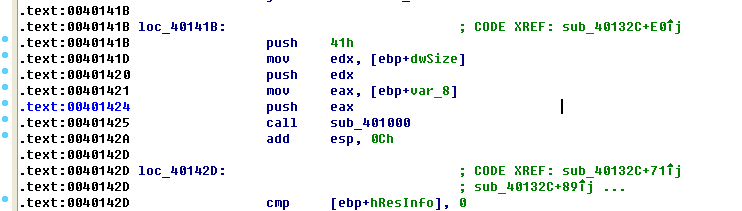 .text:0040141B
.text:0040141B loc_40141B: ; CODE XREF: sub_40132C+E0↑j
.text:0040141B push 41h
.text:0040141D mov edx, [ebp+dwSize]
.text:00401420 push edx
.text:00401421 mov eax, [ebp+var_8]
.text:00401424 push eax
.text:00401425 call sub_401000
.text:0040142A add esp, 0Ch
.text:0040142D
.text:0040142D loc_40142D: ; CODE XREF: sub_40132C+71↑j
.text:0040142D ; sub_40132C+89↑j ...
.text:0040142D cmp [ebp+hResInfo], 0